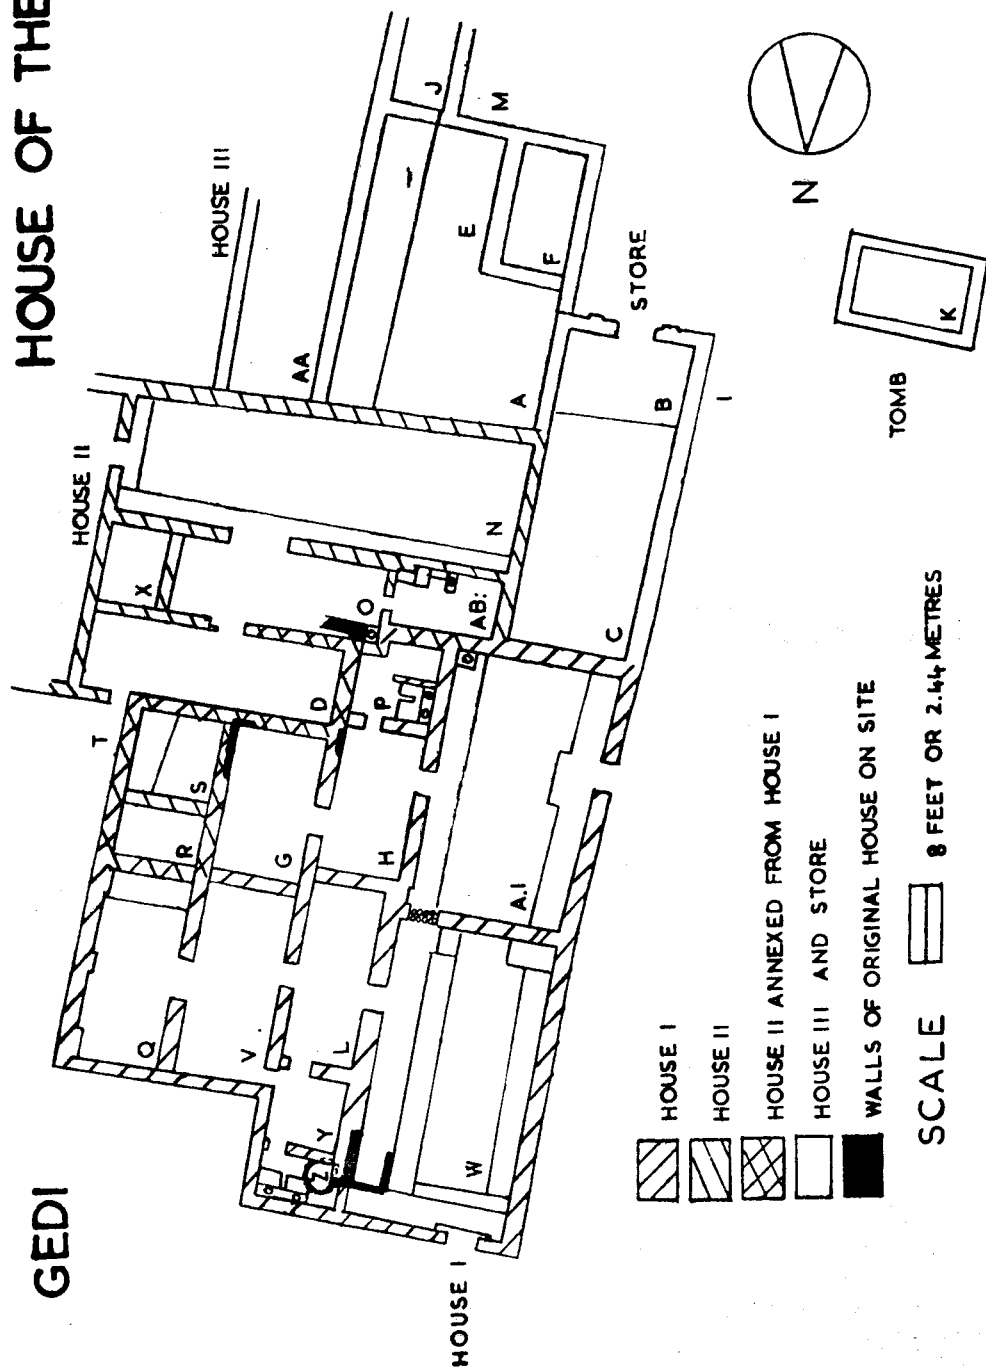 GEDI
HOUSE OF THE
HOUSE I
HOUSE II
HOUSE III
Q
V
L
Y
Z
W
T
R
S
G
H
D
P
A.I
X
O
AB:
N
C
AA
A
B
I
E
F
J
M
STORE
TOMB
K
N
HOUSE I
HOUSE II
HOUSE II ANNEXED FROM HOUSE I
HOUSE III AND STORE
WALLS OF ORIGINAL HOUSE ON SITE
SCALE
8 FEET OR 2.44 METRES